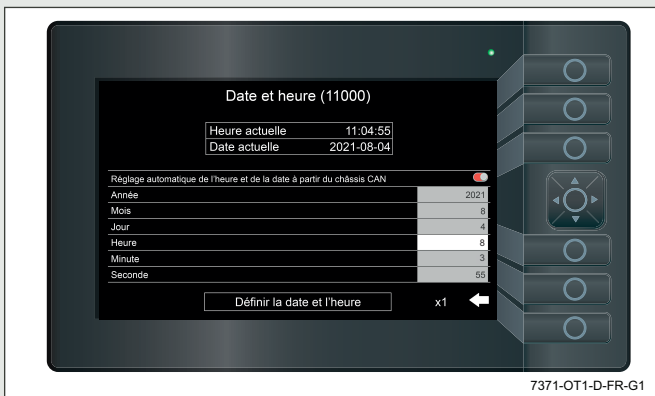 Date et heure (11000)
Heure actuelle 11:04:55
Date actuelle 2021-08-04
Réglage automatique de l'heure et de la date à partir du châssis CAN
Année 2021
Mois 8
Jour 4
Heure 8
Minute 3
Seconde 55
Définir la date et l'heure x1
7371-OT1-D-FR-G1